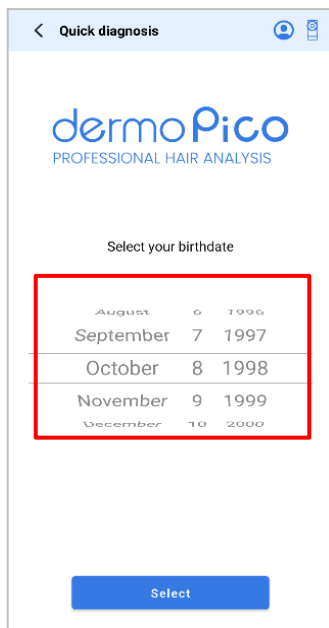 Quick diagnosis
dermoPico
PROFESSIONAL HAIR ANALYSIS
Select your birthdate
August 6 1996
September 7 1997
October 8 1998
November 9 1999
December 10 2000
Select